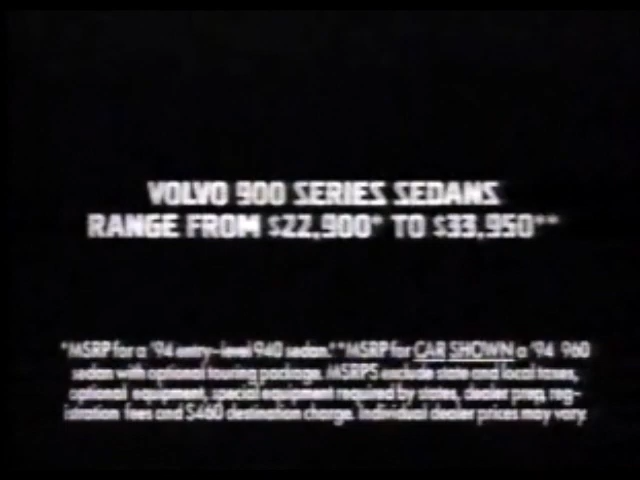 VOLVO 900 SERIES SEDANS
RANGE FROM $22,900* TO $33,950**
*MSRP for a '94 entry-level 940 sedan. **MSRP for CAR SHOWN a '94 960
sedan with optional touring package. MSRPS exclude state and local taxes,
optional equipment, special equipment required by states, dealer prep, reg-
istration fees and $460 destination charge. Individual dealer prices may vary